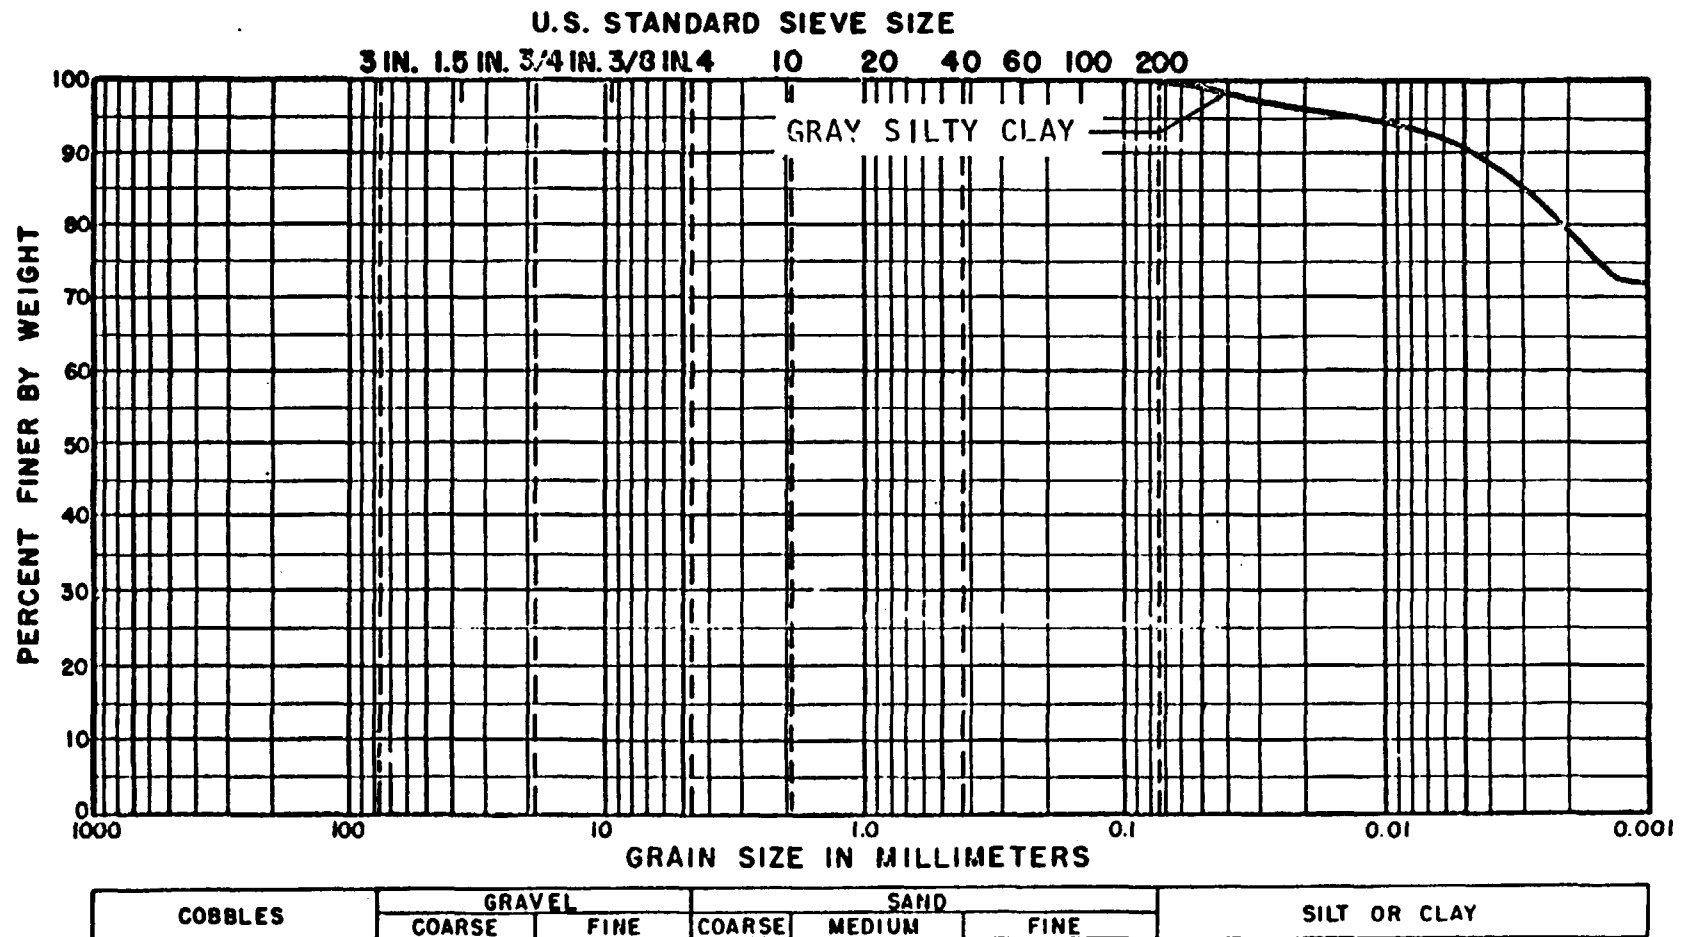 U.S. STANDARD SIEVE SIZE
3 IN. 1.5 IN. 3/4 IN. 3/8 IN. 4 10 20 40 60 100 200
100
GRAY SILTY CLAY
90
80
70
60
50
40
30
20
10
0
PERCENT FINER BY WEIGHT
1000 100 10 1.0 0.1 0.01 0.001
GRAIN SIZE IN MILLIMETERS
COBBLES GRAVEL SAND SILT OR CLAY
COARSE FINE COARSE MEDIUM FINE